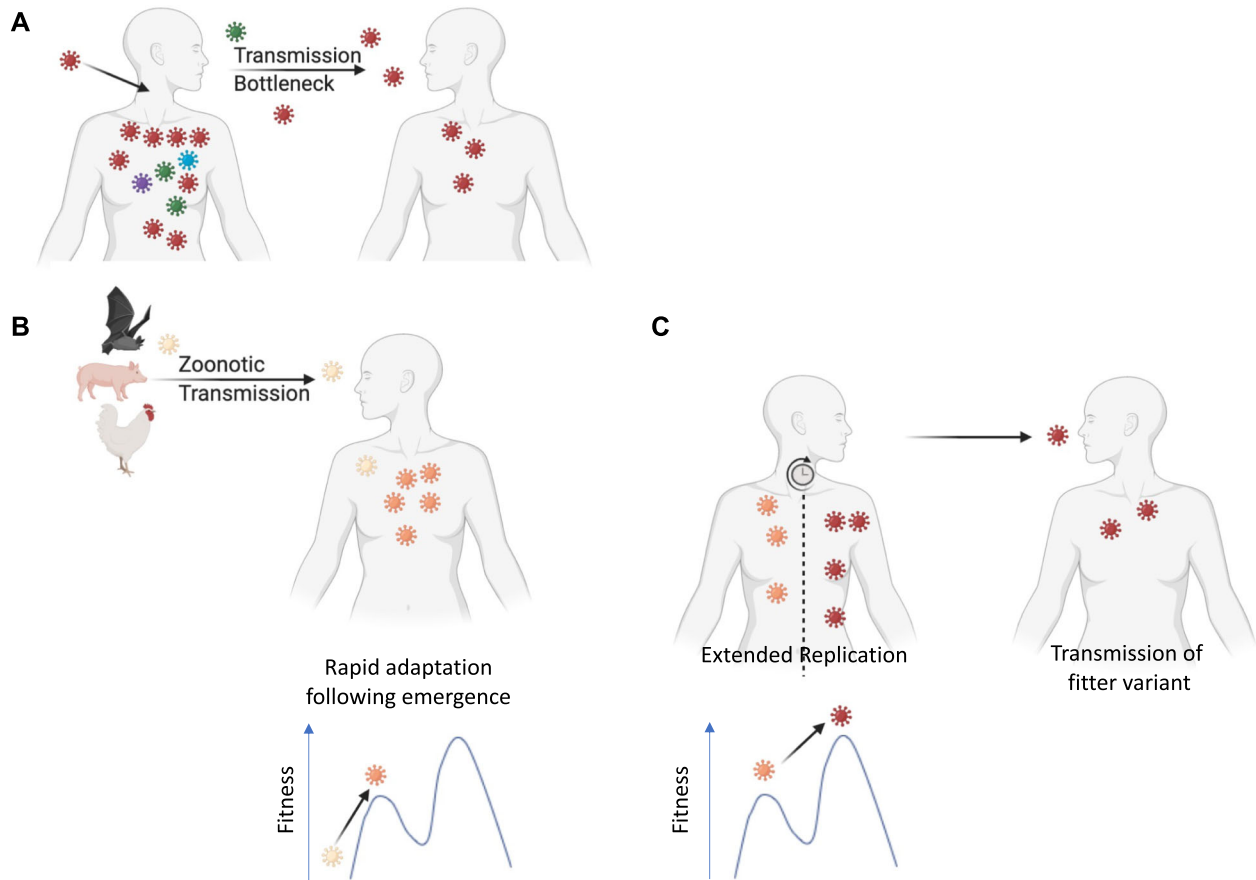 A
Transmission
Bottleneck
B
Zoonotic
Transmission
Rapid adaptation
following emergence
Fitness
C
Extended Replication
Transmission of
fitter variant
Fitness